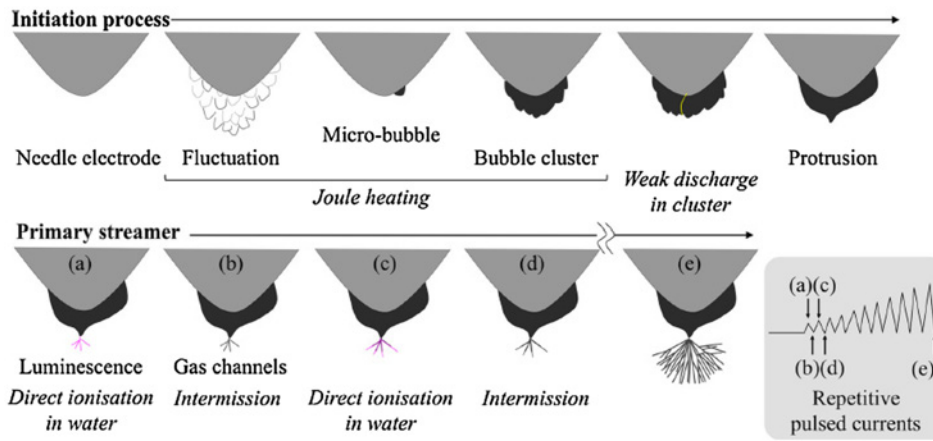 Initiation process
Needle electrode
Fluctuation
Micro-bubble
Bubble cluster
Weak discharge
in cluster
Protrusion
Joule heating
Primary streamer
(a)
(b)
(c)
(d)
(e)
Luminescence
Gas channels
Direct ionisation
in water
Intermission
Direct ionisation
in water
Intermission
(a)(c)
(b)(d)
(e)
Repetitive
pulsed currents